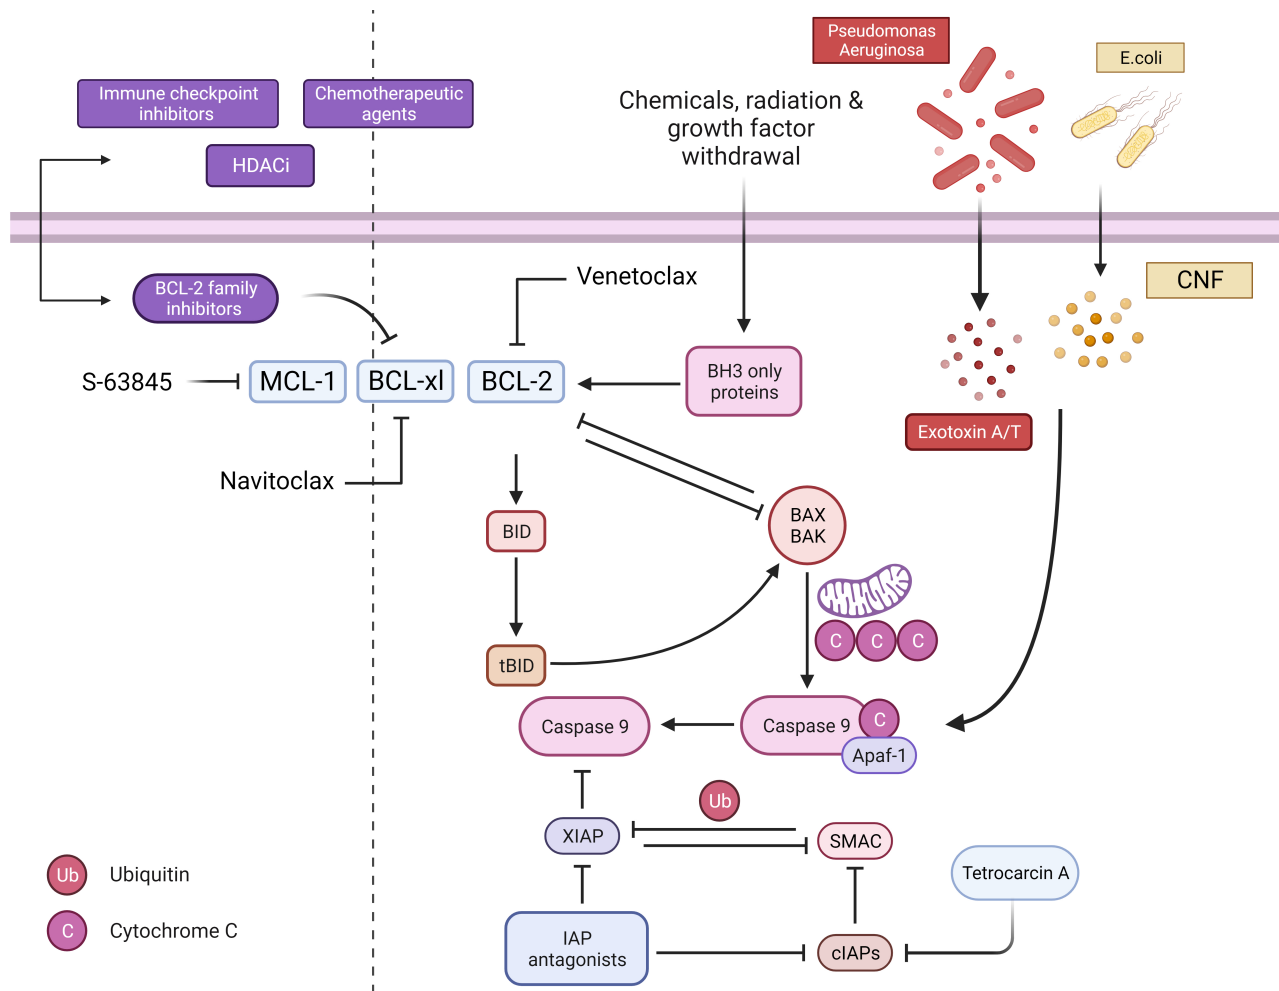 Pseudomonas
Aeruginosa
E.coli
Immune checkpoint
inhibitors
Chemotherapeutic
agents
HDACi
Chemicals, radiation &
growth factor
withdrawal
BCL-2 family
inhibitors
Venetoclax
CNF
S-63845
MCL-1
BCL-xl
BCL-2
BH3 only
proteins
Exotoxin A/T
Navitoclax
BID
BAX
BAK
C
C
C
tBID
Caspase 9
Caspase 9
C
Apaf-1
Ub
XIAP
SMAC
Tetrocarcin A
IAP
antagonists
cIAPs
Ub
Ubiquitin
C
Cytochrome C